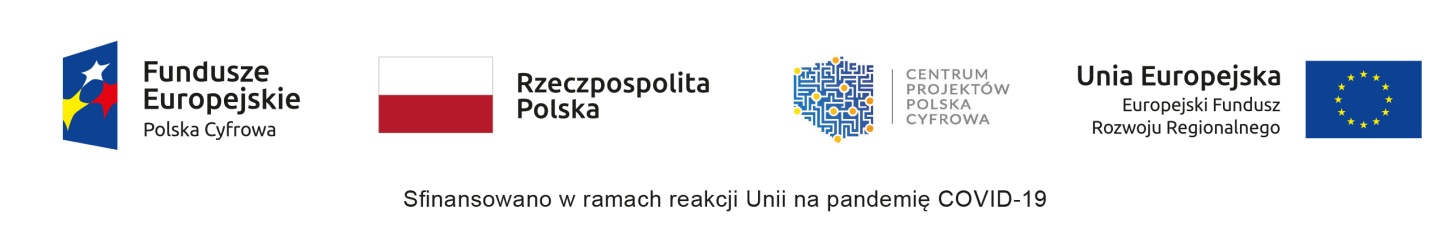 Fundusze
Europejskie
Polska Cyfrowa
Rzeczpospolita
Polska
CENTRUM
PROJEKTÓW
POLSKA
CYFROWA
Unia Europejska
Europejski Fundusz
Rozwoju Regionalnego
Sfinansowano w ramach reakcji Unii na pandemię COVID-19